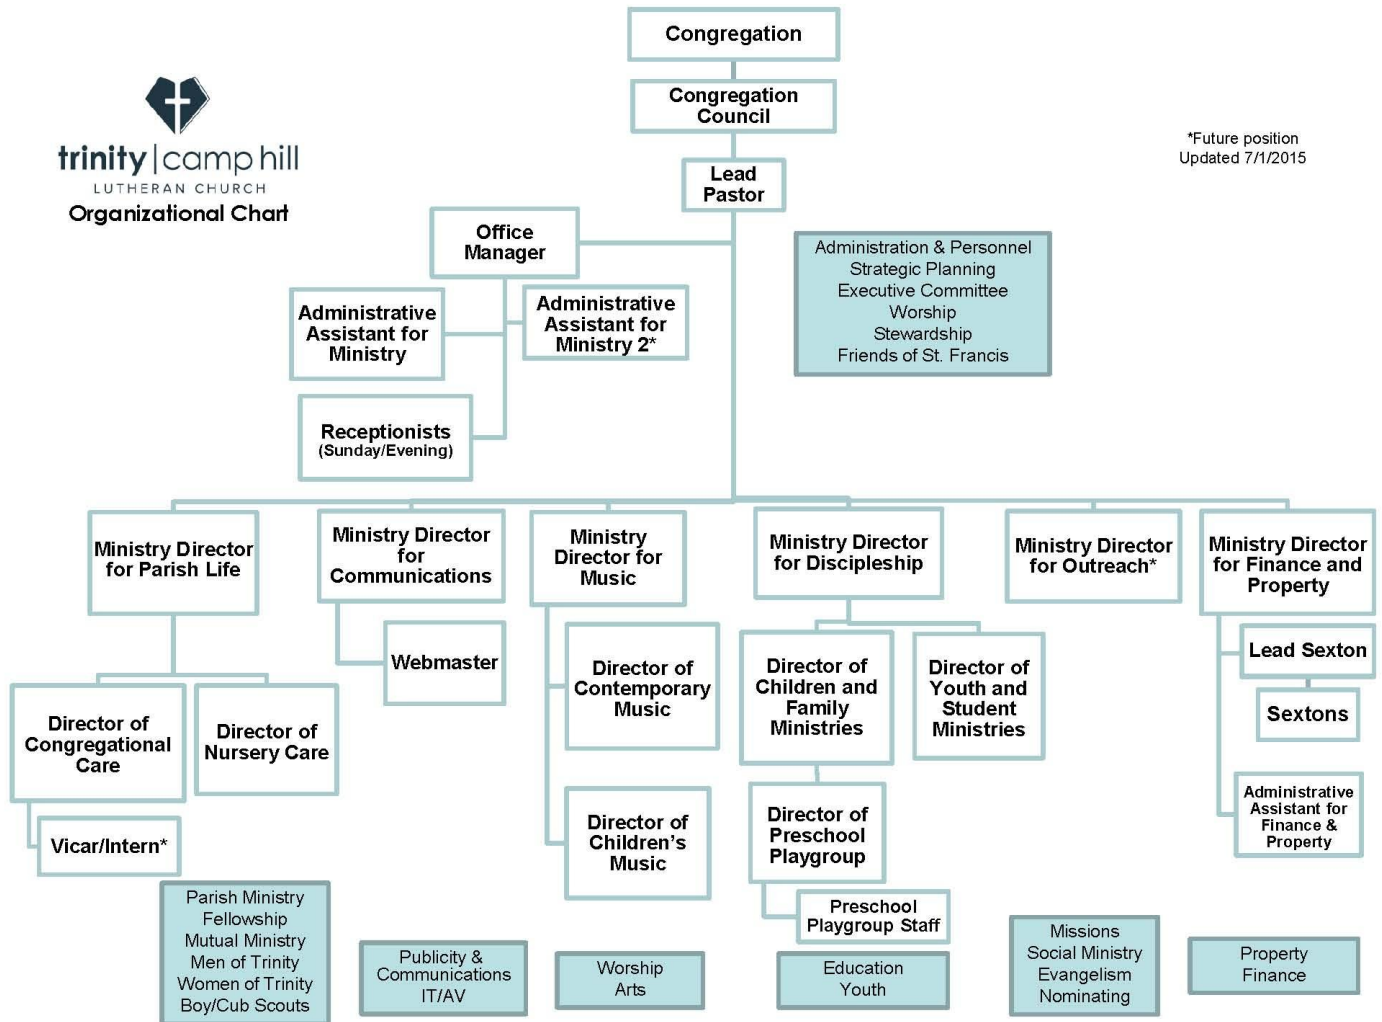 Congregation
Congregation
Council
trinity|camp hill
LUTHERAN CHURCH
Organizational Chart
*Future position
Updated 7/1/2015
Lead
Pastor
Office
Manager
Administration & Personnel
Strategic Planning
Executive Committee
Worship
Stewardship
Friends of St. Francis
Administrative
Assistant for
Ministry
Administrative
Assistant for
Ministry 2*
Receptionists
(Sunday/Evening)
Ministry Director
for Parish Life
Ministry Director
for
Communications
Ministry
Director for
Music
Ministry Director
for Discipleship
Ministry Director
for Outreach*
Ministry Director
for Finance and
Property
Director of
Congregational
Care
Director of
Nursery Care
Vicar/Intern*
Webmaster
Director of
Contemporary
Music
Director of
Children's
Music
Director of
Children and
Family
Ministries
Director of
Youth and
Student
Ministries
Director of
Preschool
Playgroup
Preschool
Playgroup Staff
Lead Sexton
Sextons
Administrative
Assistant for
Finance &
Property
Parish Ministry
Fellowship
Mutual Ministry
Men of Trinity
Women of Trinity
Boy/Cub Scouts
Publicity &
Communications
IT/AV
Worship
Arts
Education
Youth
Missions
Social Ministry
Evangelism
Nominating
Property
Finance